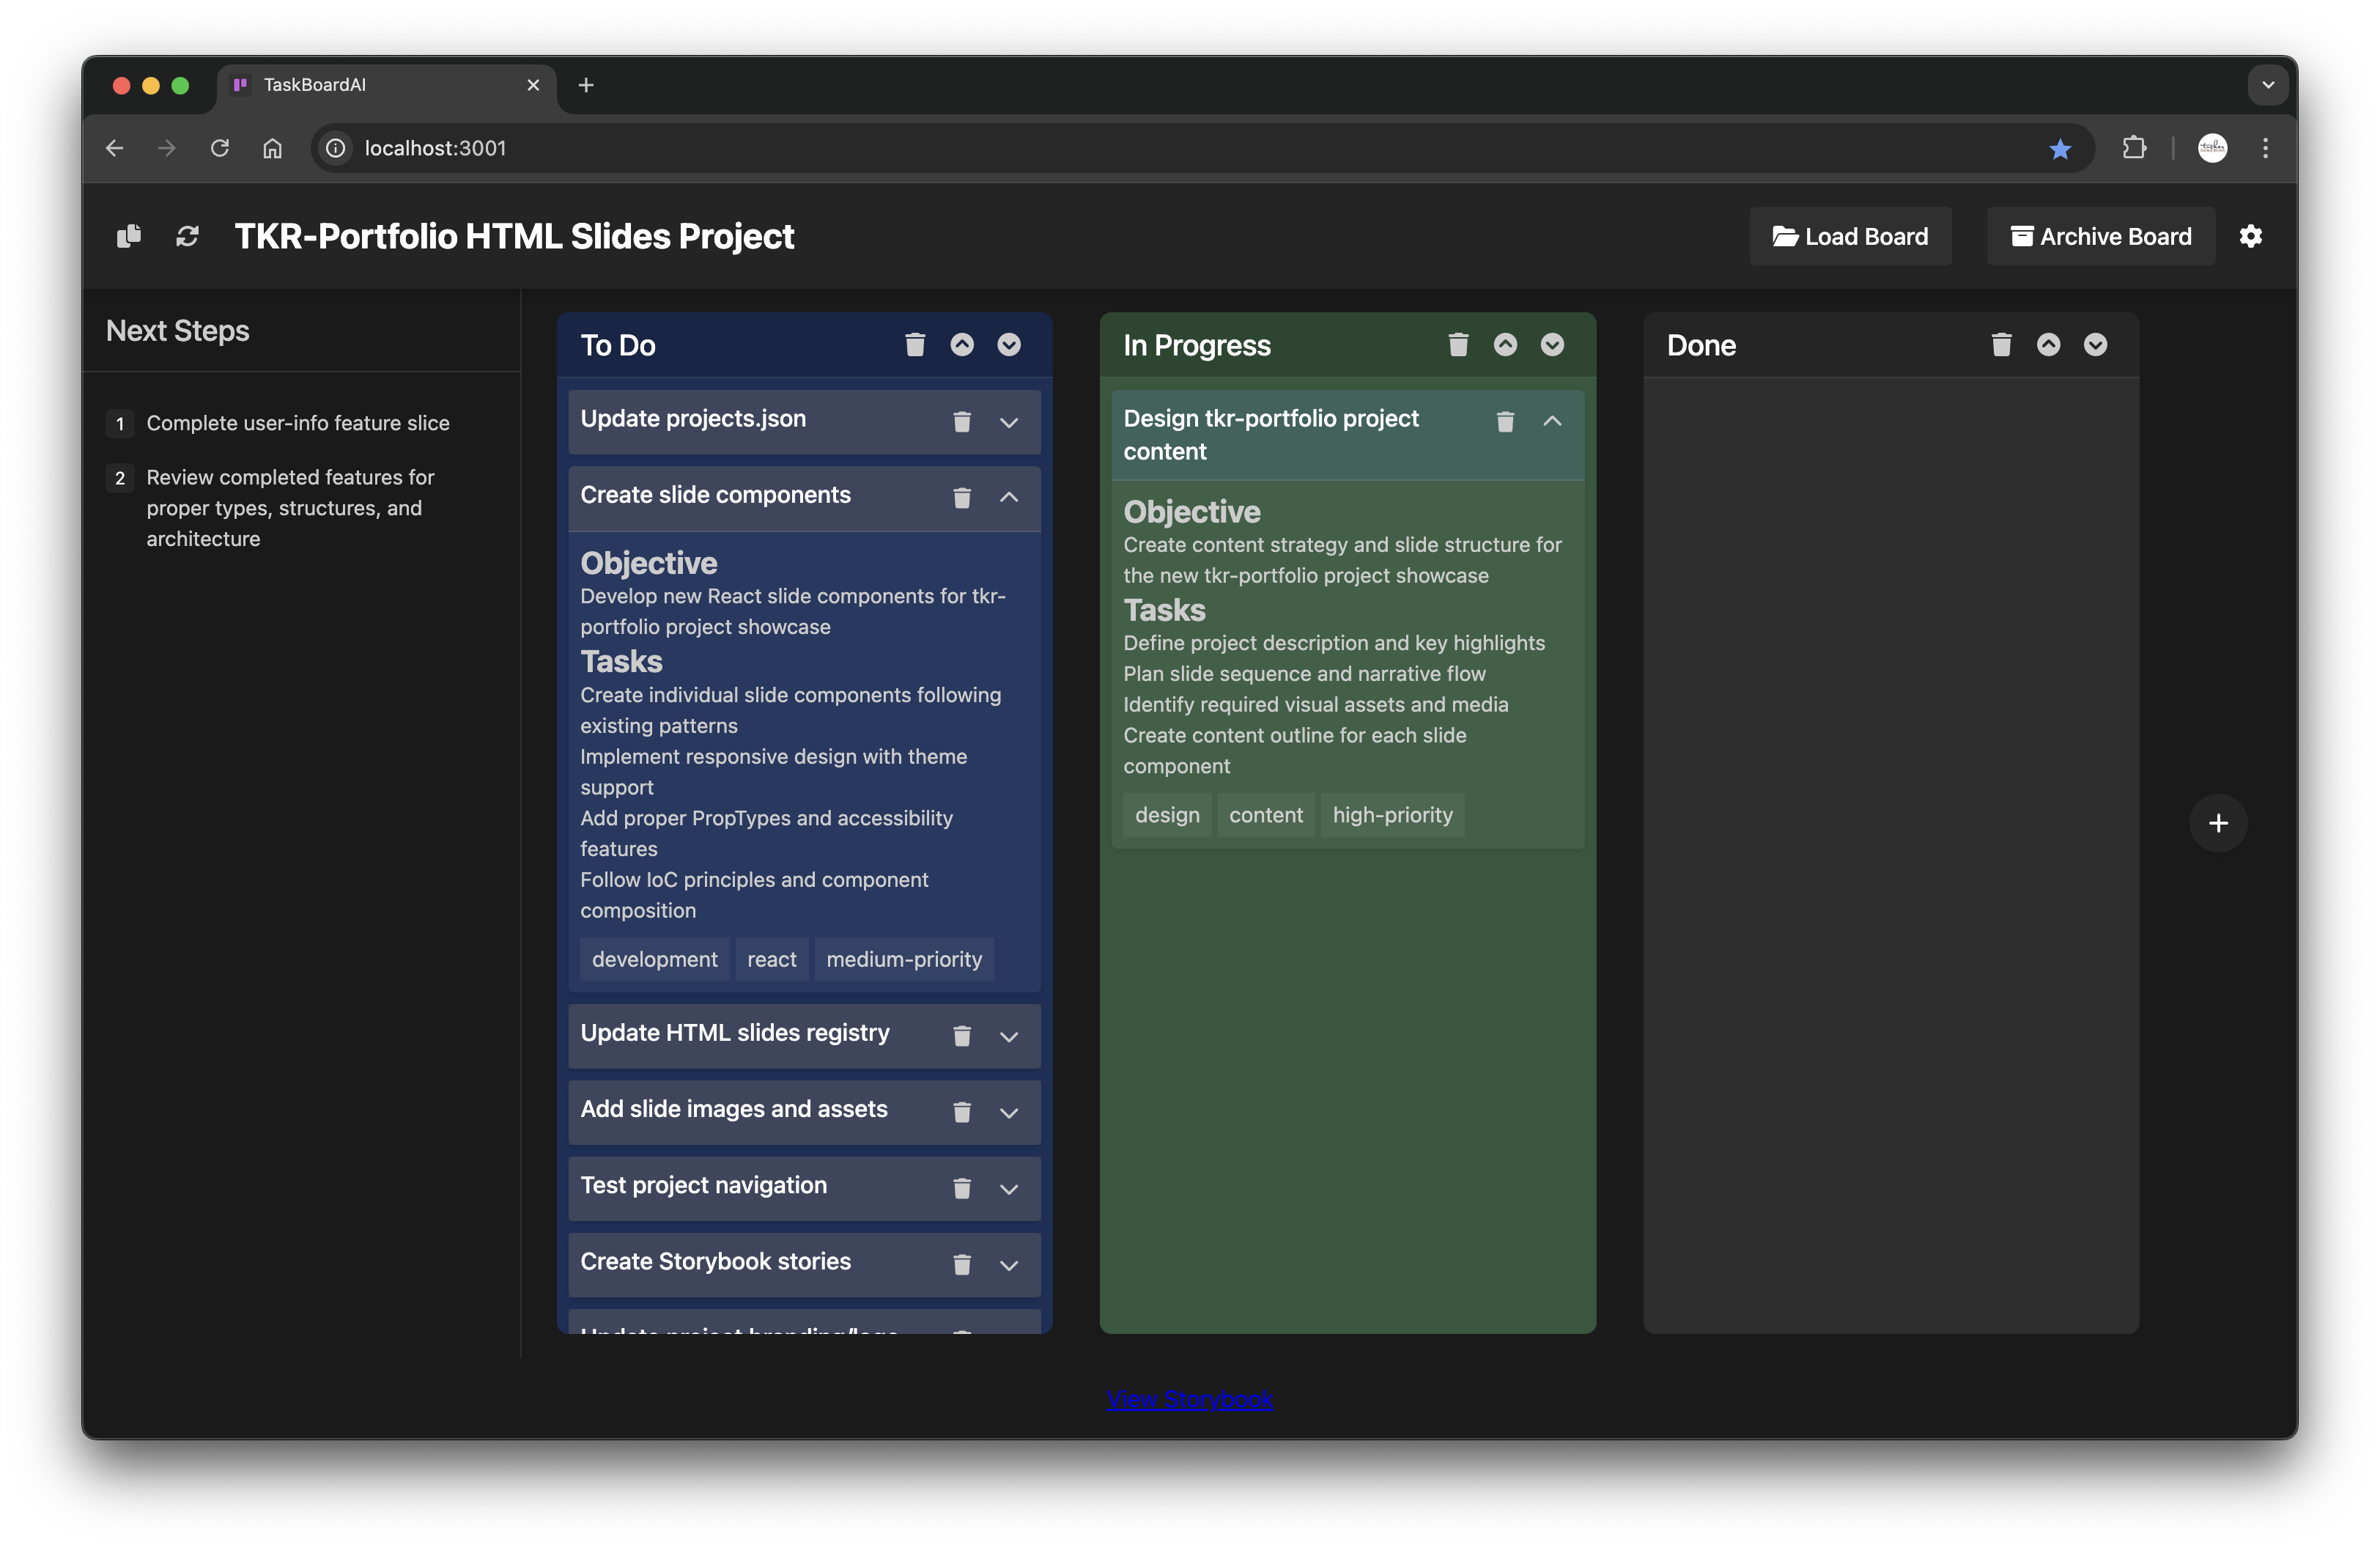 TaskBoardAI
localhost:3001
TKR-Portfolio HTML Slides Project
Load Board
Archive Board
Next Steps
1 Complete user-info feature slice
2 Review completed features for
proper types, structures, and
architecture
To Do
Update projects.json
Create slide components
Objective
Develop new React slide components for tkr-
portfolio project showcase
Tasks
Create individual slide components following
existing patterns
Implement responsive design with theme
support
Add proper PropTypes and accessibility
features
Follow IoC principles and component
composition
development react medium-priority
Update HTML slides registry
Add slide images and assets
Test project navigation
Create Storybook stories
Update project branding/logo
In Progress
Design tkr-portfolio project
content
Objective
Create content strategy and slide structure for
the new tkr-portfolio project showcase
Tasks
Define project description and key highlights
Plan slide sequence and narrative flow
Identify required visual assets and media
Create content outline for each slide
component
design content high-priority
Done
View Storybook